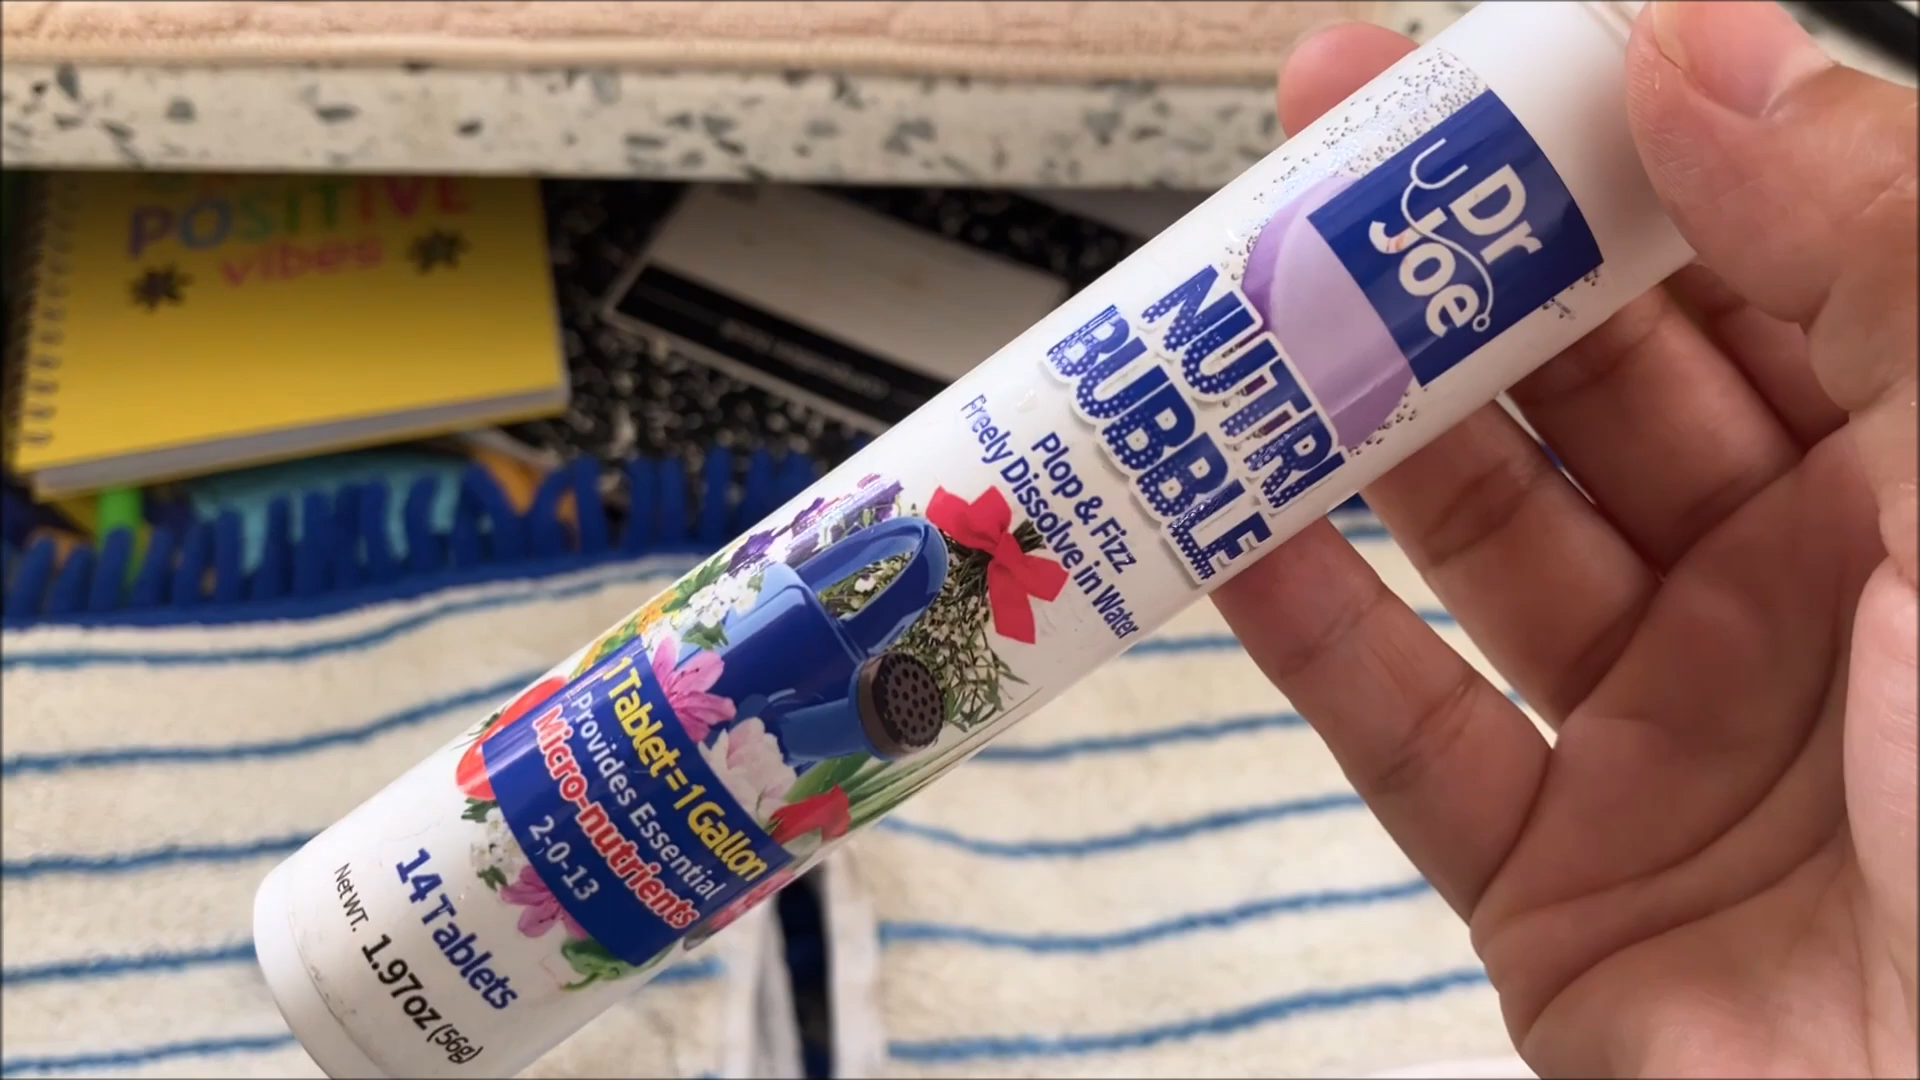 POSITIVE
vibes
Dr
Joe
NUTRI
BUBBLE
Plop & Fizz
Freely Dissolve in Water
1 Tablet=1 Gallon
Provides Essential
Micro-nutrients
2-0-13
14 Tablets
Net WT. 1.97oz (56g)